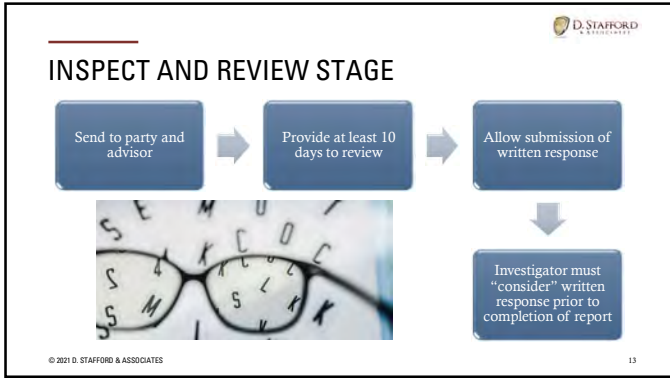 D. STAFFORD
& ASSOCIATES
INSPECT AND REVIEW STAGE
Send to party and
advisor
Provide at least 10
days to review
Allow submission of
written response
Investigator must
“consider” written
response prior to
completion of report
© 2021 D. STAFFORD & ASSOCIATES
13